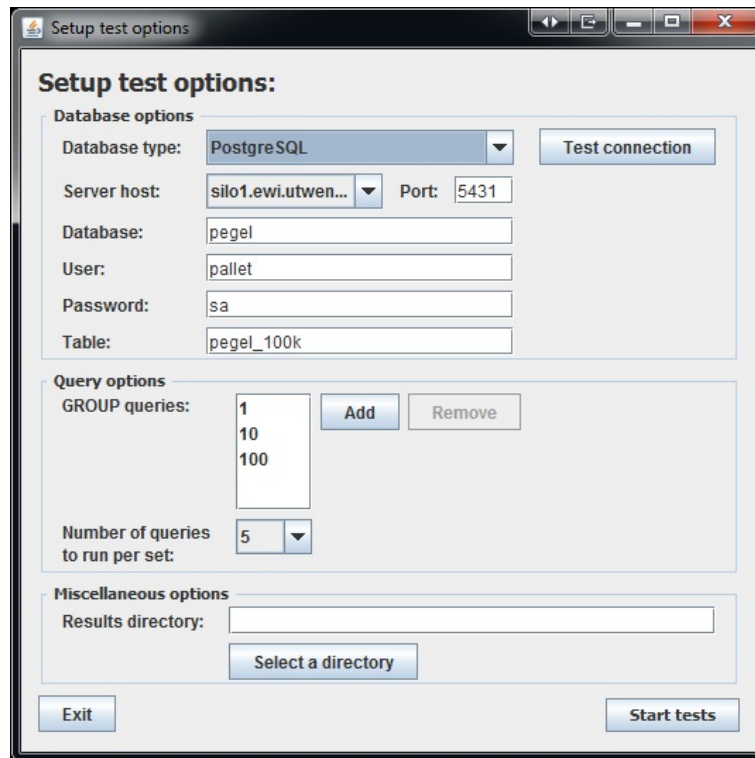 Setup test options
Setup test options:
Database options
Database type: PostgreSQL Test connection
Server host: silo1.ewi.utwen... Port: 5431
Database: pegel
User: pallet
Password: sa
Table: pegel_100k
Query options
GROUP queries: 1 Add Remove
10
100
Number of queries
to run per set: 5
Miscellaneous options
Results directory:
Select a directory
Exit Start tests